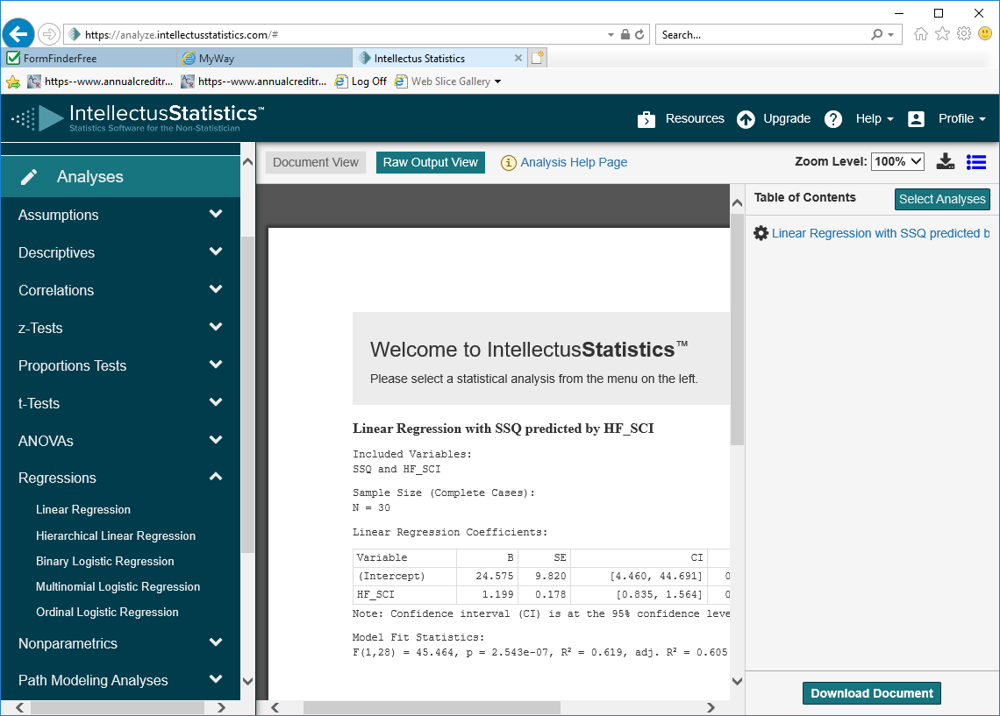 https://analyze.intellectusstatistics.com/#
Search...
FormFinderFree
MyWay
Intellectus Statistics
https--www.annualcreditr...
https--www.annualcreditr...
Log Off
Web Slice Gallery
IntellectusStatistics™
Statistics Software for the Non-Statistician
Resources
Upgrade
Help
Profile
Analyses
Assumptions
Descriptives
Correlations
z-Tests
Proportions Tests
t-Tests
ANOVAs
Regressions
Linear Regression
Hierarchical Linear Regression
Binary Logistic Regression
Multinomial Logistic Regression
Ordinal Logistic Regression
Nonparametrics
Path Modeling Analyses
Document View
Raw Output View
Analysis Help Page
Zoom Level: 100%
Welcome to IntellectusStatistics™
Please select a statistical analysis from the menu on the left.
Linear Regression with SSQ predicted by HF_SCI
Included Variables:
SSQ and HF_SCI
Sample Size (Complete Cases):
N = 30
Linear Regression Coefficients:
Variable B SE CI
(Intercept) 24.575 9.820 [4.460, 44.691] 0
HF_SCI 1.199 0.178 [0.835, 1.564] 0
Note: Confidence interval (CI) is at the 95% confidence leve
Model Fit Statistics:
F(1,28) = 45.464, p = 2.543e-07, R² = 0.619, adj. R² = 0.605
Table of Contents
Select Analyses
Linear Regression with SSQ predicted b
Download Document